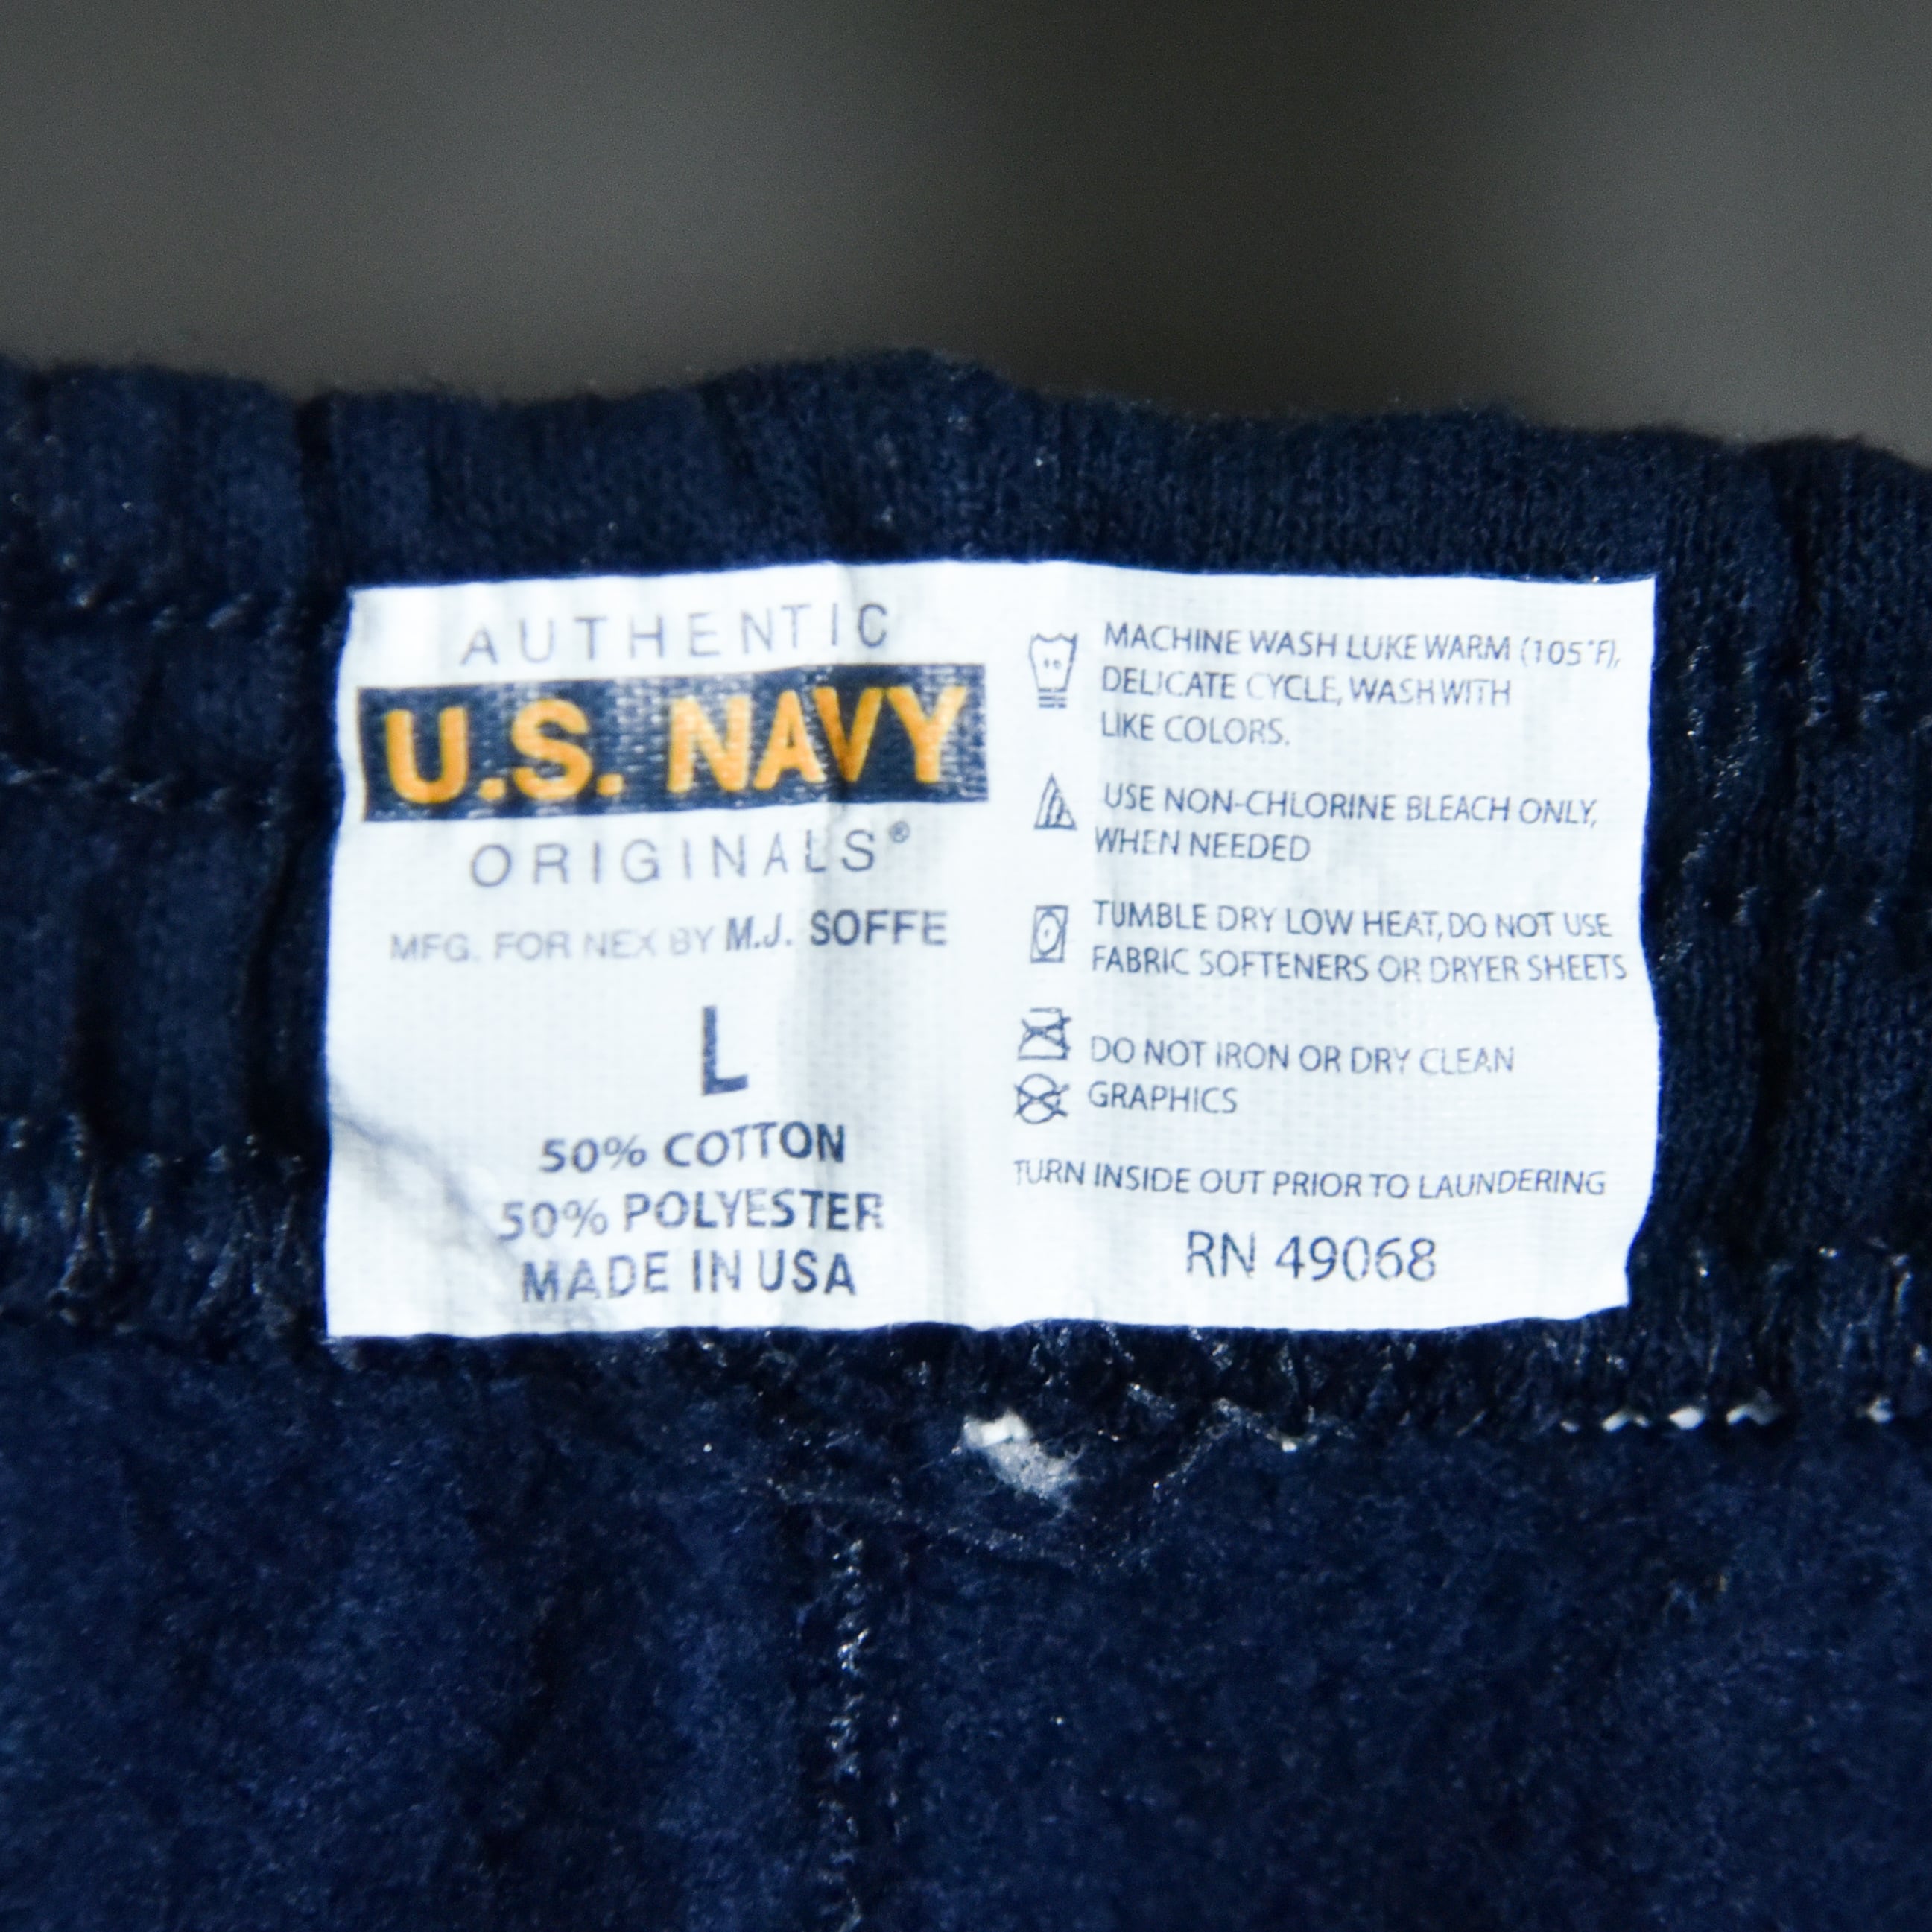 AUTHENTIC
U.S. NAVY
ORIGINALS®
MFG. FOR NEX BY M.J. SOFFE
L
50% COTTON
50% POLYESTER
MADE IN USA
MACHINE WASH LUKE WARM (105°F),
DELICATE CYCLE, WASH WITH
LIKE COLORS.
USE NON-CHLORINE BLEACH ONLY,
WHEN NEEDED
TUMBLE DRY LOW HEAT, DO NOT USE
FABRIC SOFTENERS OR DRYER SHEETS
DO NOT IRON OR DRY CLEAN
GRAPHICS
TURN INSIDE OUT PRIOR TO LAUNDERING
RN 49068